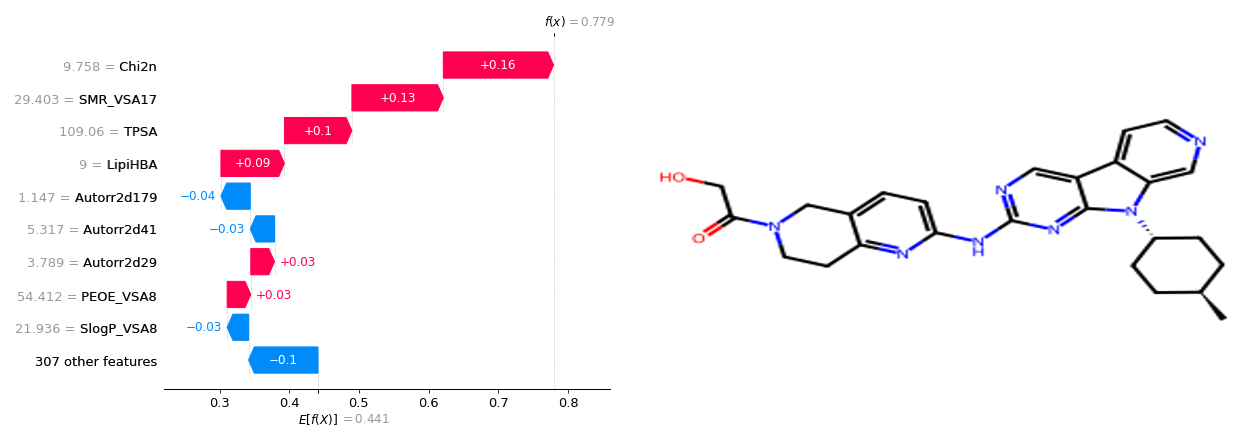 f(x) = 0.779
9.758 = Chi2n
+0.16
29.403 = SMR_VSA17
+0.13
109.06 = TPSA
+0.1
9 = LipiHBA
+0.09
1.147 = Autorr2d179
−0.04
5.317 = Autorr2d41
−0.03
3.789 = Autorr2d29
+0.03
54.412 = PEOE_VSA8
+0.03
21.936 = SlogP_VSA8
−0.03
307 other features
−0.1
0.3 0.4 0.5 0.6 0.7 0.8
E[f(X)] = 0.441
HO
O
N
N
N
H
N
N
N
N